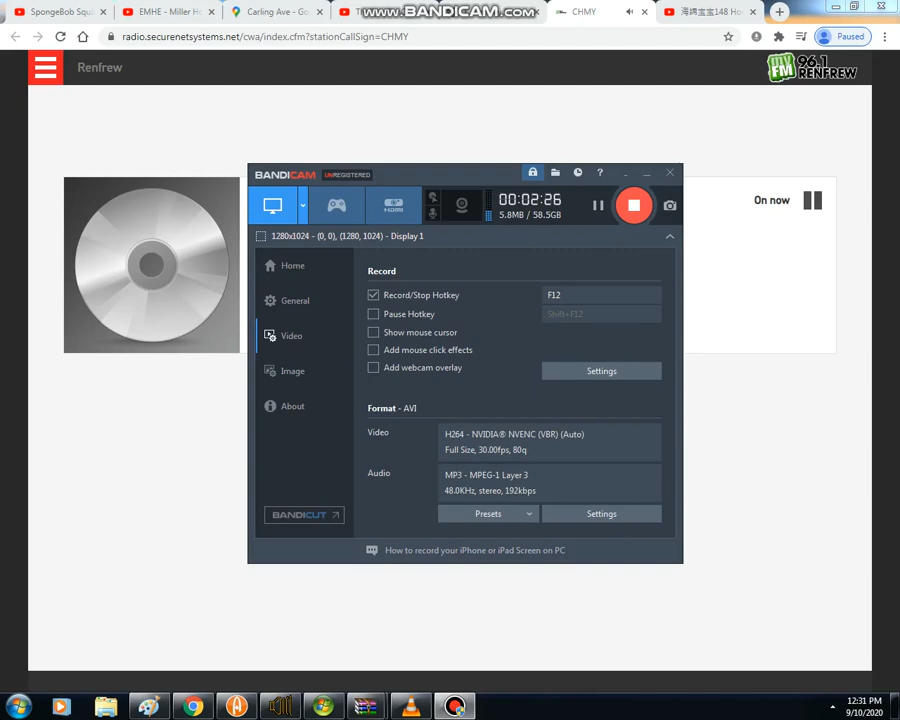 SpongeBob Squ
EMHE - Miller Ho
Carling Ave - Go
WWW.BANDICAM.COM
CHMY
海綿宝宝148 Ho
radio.securenetsystems.net/cwa/index.cfm?stationCallSign=CHMY
Paused
Renfrew
myFM 96.1 RENFREW
BANDICAM UNREGISTERED
00:02:26
5.8MB / 58.5GB
HDMI
On now
1280x1024 - (0, 0), (1280, 1024) - Display 1
Home
General
Video
Image
About
BANDICUT
Record
Record/Stop Hotkey F12
Pause Hotkey Shift+F12
Show mouse cursor
Add mouse click effects
Add webcam overlay
Settings
Format - AVI
Video
H264 - NVIDIA® NVENC (VBR) (Auto)
Full Size, 30.00fps, 80q
Audio
MP3 - MPEG-1 Layer 3
48.0KHz, stereo, 192kbps
Presets
Settings
How to record your iPhone or iPad Screen on PC
12:31 PM
9/10/2020